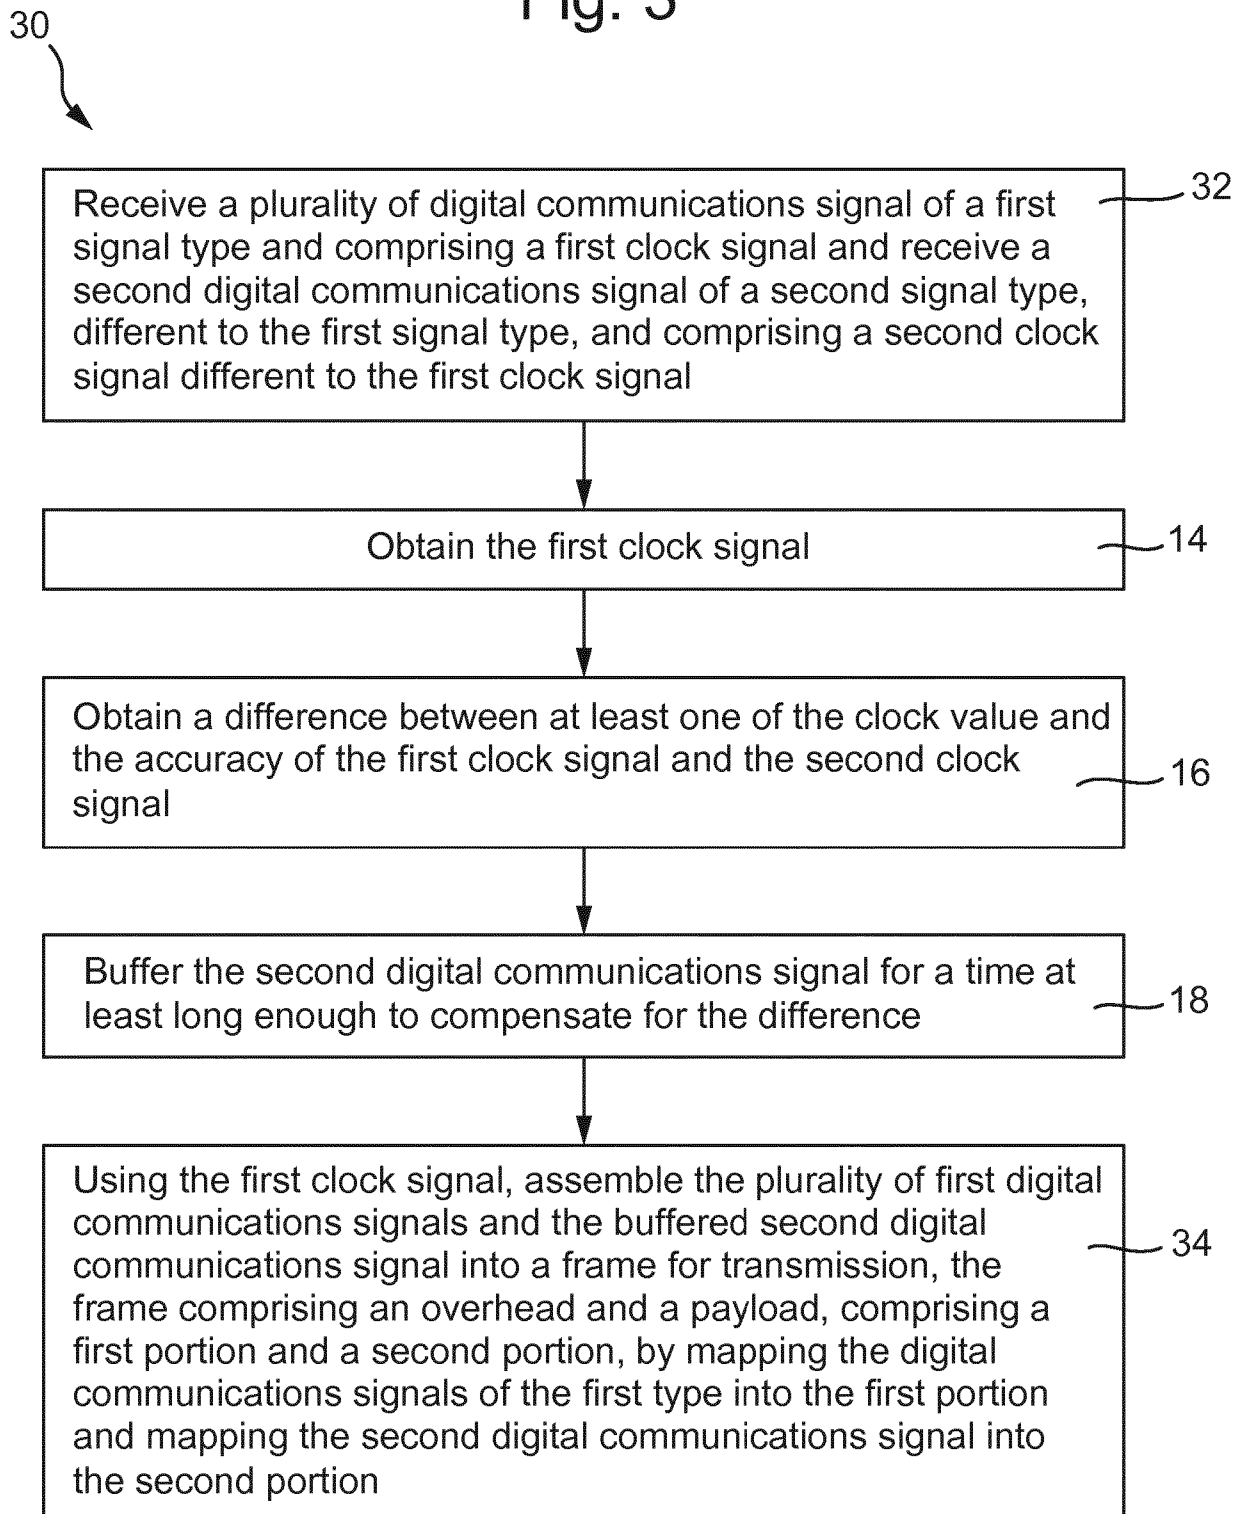 Fig. 3
30
32
Receive a plurality of digital communications signal of a first
signal type and comprising a first clock signal and receive a
second digital communications signal of a second signal type,
different to the first signal type, and comprising a second clock
signal different to the first clock signal
Obtain the first clock signal
14
Obtain a difference between at least one of the clock value and
the accuracy of the first clock signal and the second clock
signal
16
Buffer the second digital communications signal for a time at
least long enough to compensate for the difference
18
Using the first clock signal, assemble the plurality of first digital
communications signals and the buffered second digital
communications signal into a frame for transmission, the
frame comprising an overhead and a payload, comprising a
first portion and a second portion, by mapping the digital
communications signals of the first type into the first portion
and mapping the second digital communications signal into
the second portion
34